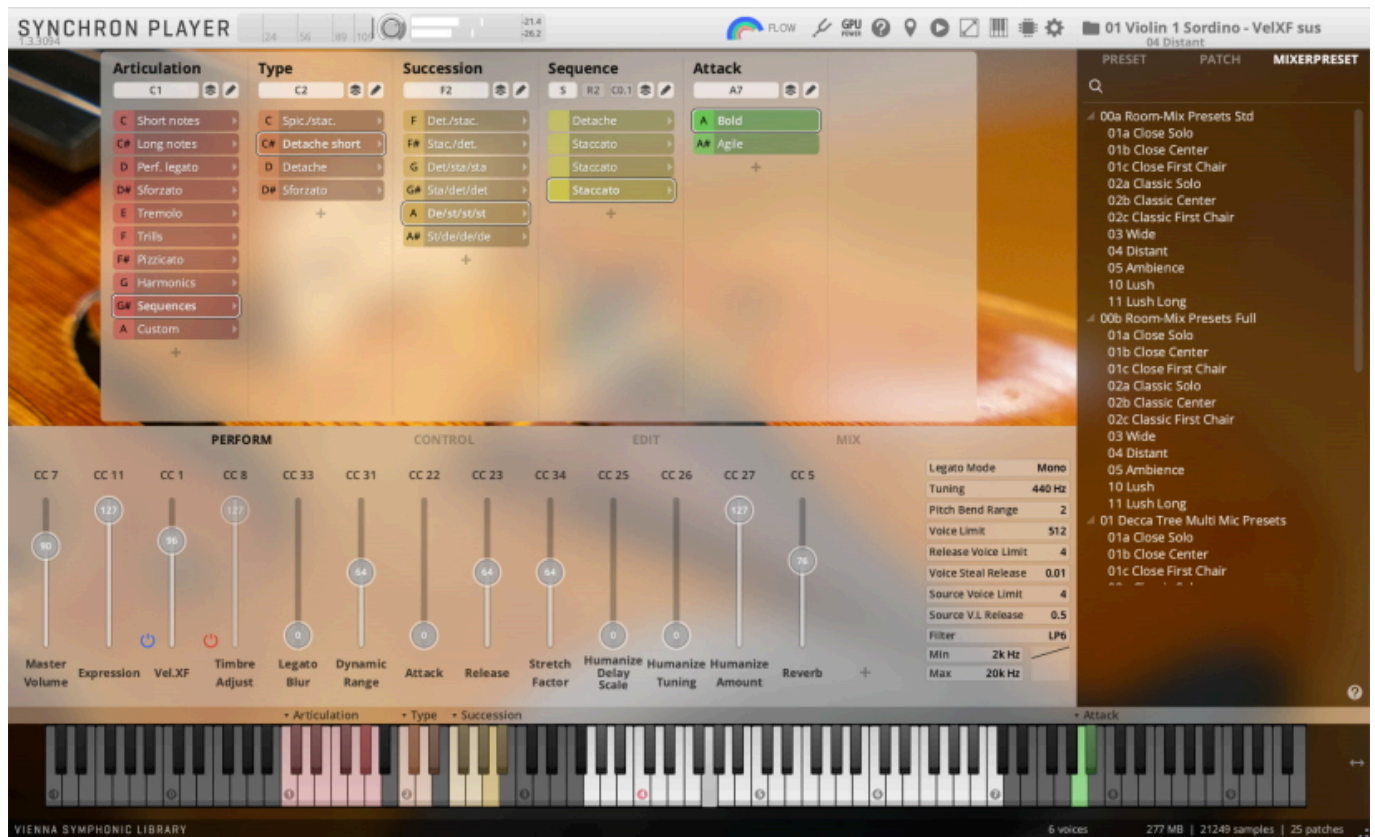 SYNCHRON PLAYER
1.3.3094
24 56 89 109
-21.4
-26.2
FLOW
GPU POWER
01 Violin 1 Sordino - VelXF sus
04 Distant
Articulation Type Succession Sequence Attack
C1 C2 F2 S R2 C0.1 A7
C Short notes C Spic./stac. F Det./stac. Detache A Bold
C# Long notes C# Detache short F# Stac./det. Staccato A# Agile
D Perf. legato D Detache G Det/sta/sta Staccato +
D# Sforzato D# Sforzato G# Sta/det/det Staccato
E Tremolo + A De/st/st/st +
F Trills A# St/de/de/de
F# Pizzicato +
G Harmonics
G# Sequences
A Custom
+
PRESET PATCH MIXERPRESET
00a Room-Mix Presets Std
01a Close Solo
01b Close Center
01c Close First Chair
02a Classic Solo
02b Classic Center
02c Classic First Chair
03 Wide
04 Distant
05 Ambience
10 Lush
11 Lush Long
00b Room-Mix Presets Full
01a Close Solo
01b Close Center
01c Close First Chair
02a Classic Solo
02b Classic Center
02c Classic First Chair
03 Wide
04 Distant
05 Ambience
10 Lush
11 Lush Long
01 Decca Tree Multi Mic Presets
01a Close Solo
01b Close Center
01c Close First Chair
PERFORM CONTROL EDIT MIX
CC 7 CC 11 CC 1 CC 8 CC 33 CC 31 CC 22 CC 23 CC 34 CC 25 CC 26 CC 27 CC 5
90 127 96 127 0 64 0 64 64 0 0 127 76
Master Volume
Expression
Vel.XF
Timbre Adjust
Legato Blur
Dynamic Range
Attack
Release
Stretch Factor
Humanize Delay Scale
Humanize Tuning
Humanize Amount
Reverb
+
Legato Mode Mono
Tuning 440 Hz
Pitch Bend Range 2
Voice Limit 512
Release Voice Limit 4
Voice Steal Release 0.01
Source Voice Limit 4
Source V.L Release 0.5
Filter LP6
Min 2k Hz
Max 20k Hz
Articulation Type Succession Attack
0 0 1 2 3 4 5 6 7 8 9
VIENNA SYMPHONIC LIBRARY
6 voices 277 MB | 21249 samples | 25 patches